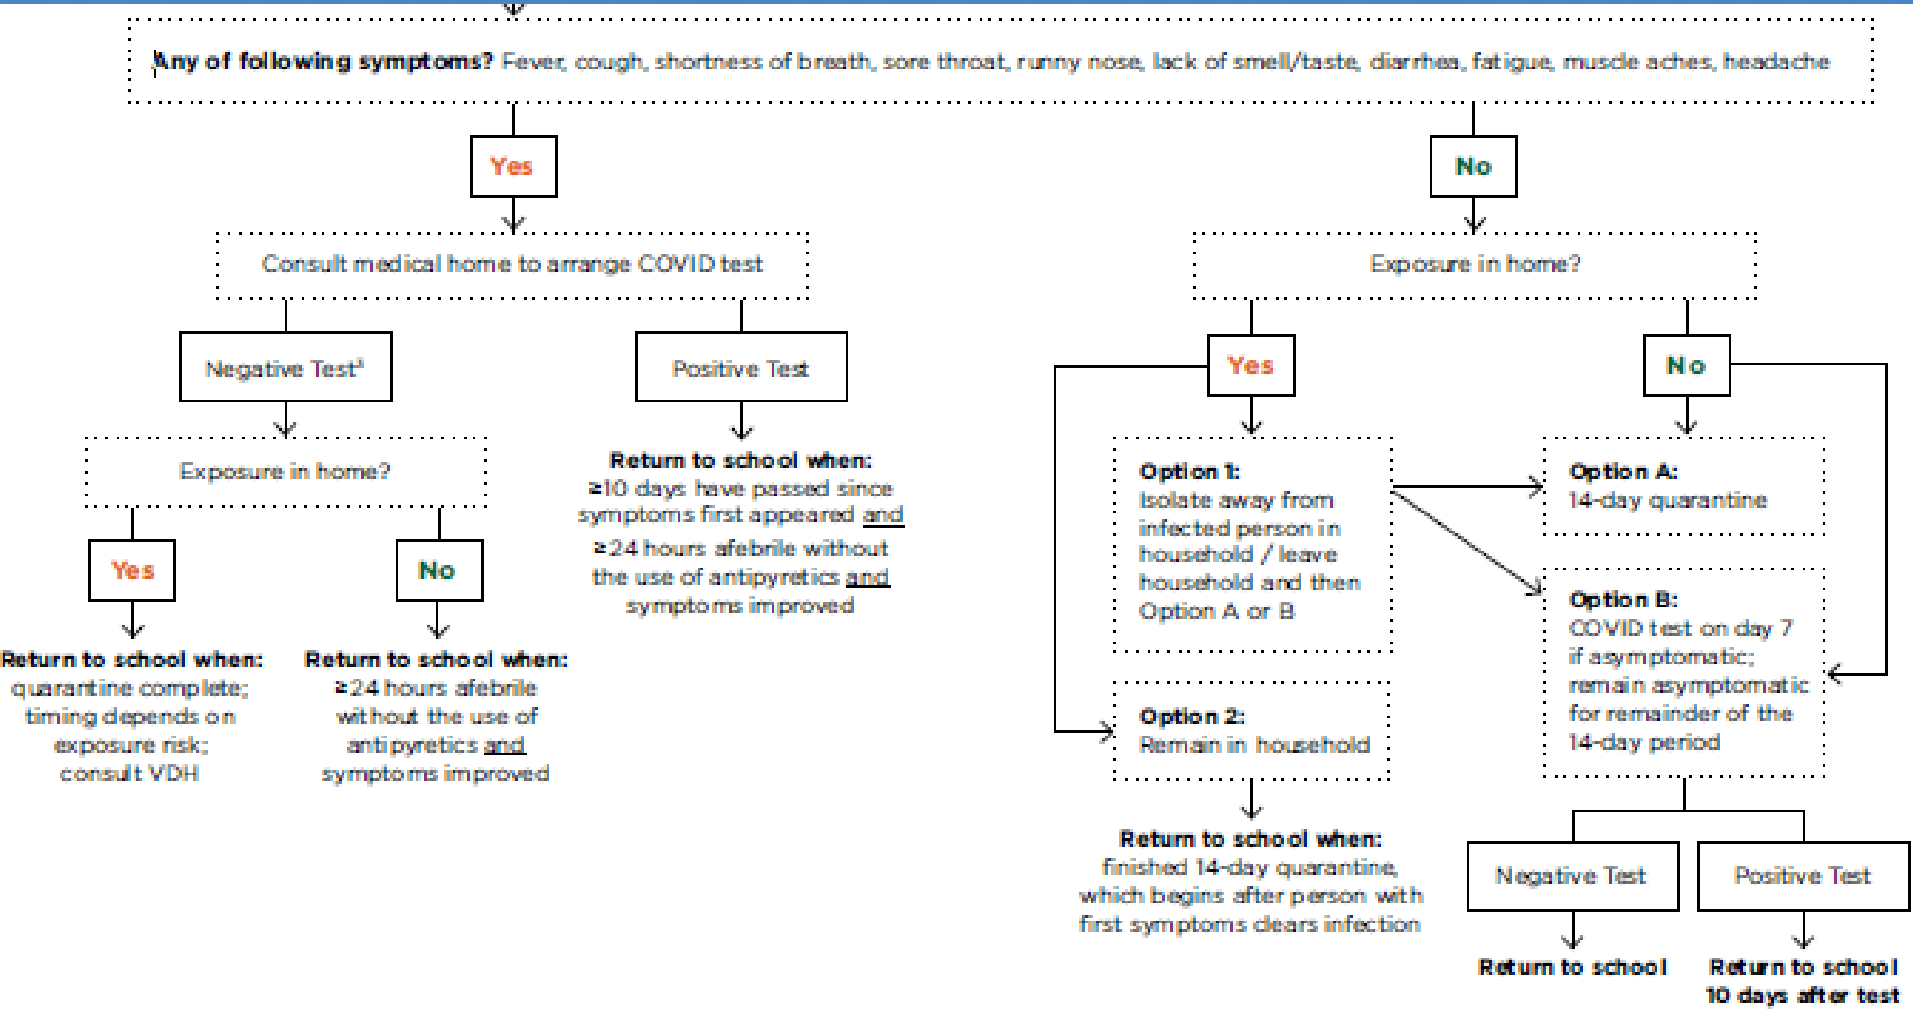 Any of following symptoms? Fever, cough, shortness of breath, sore throat, runny nose, lack of smell/taste, diarrhea, fatigue, muscle aches, headache
Yes
No
Consult medical home to arrange COVID test
Exposure in home?
Negative Test³
Positive Test
Yes
No
Exposure in home?
Return to school when:
≥10 days have passed since
symptoms first appeared and
≥24 hours afebrile without
the use of antipyretics and
symptoms improved
Yes
No
Return to school when:
quarantine complete;
timing depends on
exposure risk;
consult VDH
Return to school when:
≥24 hours afebrile
without the use of
antipyretics and
symptoms improved
Option 1:
Isolate away from
infected person in
household / leave
household and then
Option A or B
Option A:
14-day quarantine
Option B:
COVID test on day 7
if asymptomatic;
remain asymptomatic
for remainder of the
14-day period
Option 2:
Remain in household
Return to school when:
finished 14-day quarantine,
which begins after person with
first symptoms clears infection
Negative Test
Positive Test
Return to school
Return to school
10 days after test